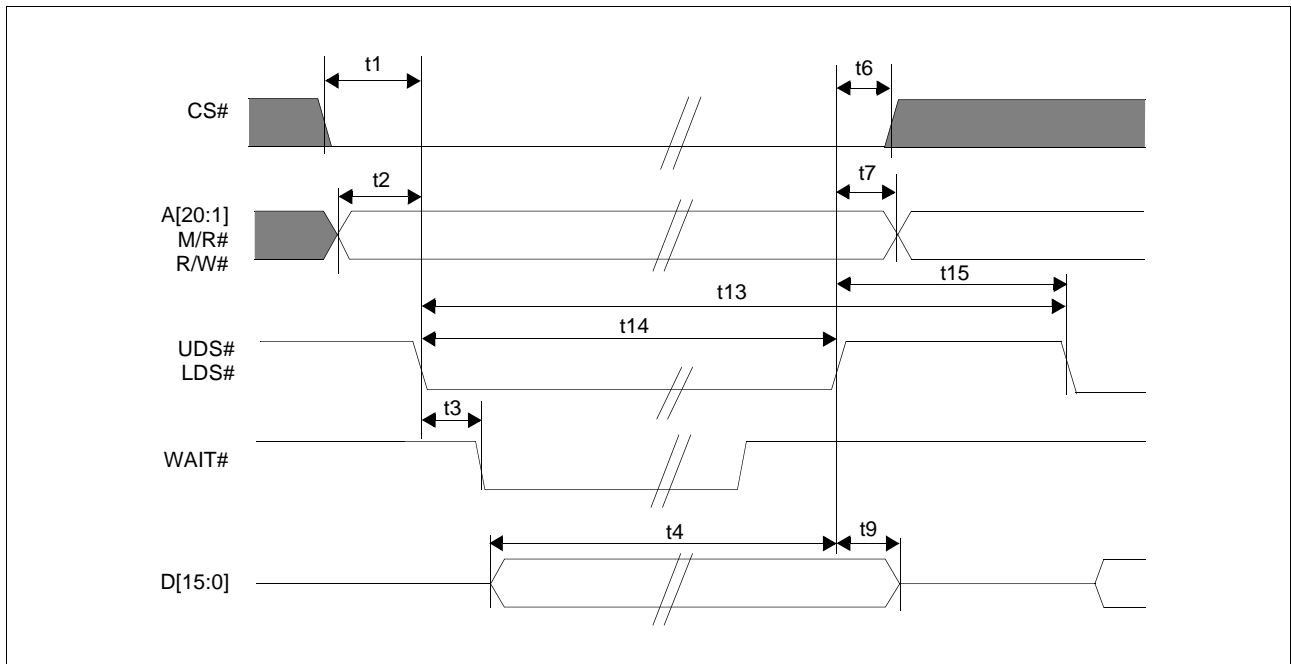 t1
t6
CS#
t2
t7
A[20:1]
M/R#
R/W#
t15
t13
t14
UDS#
LDS#
t3
WAIT#
t4
t9
D[15:0]